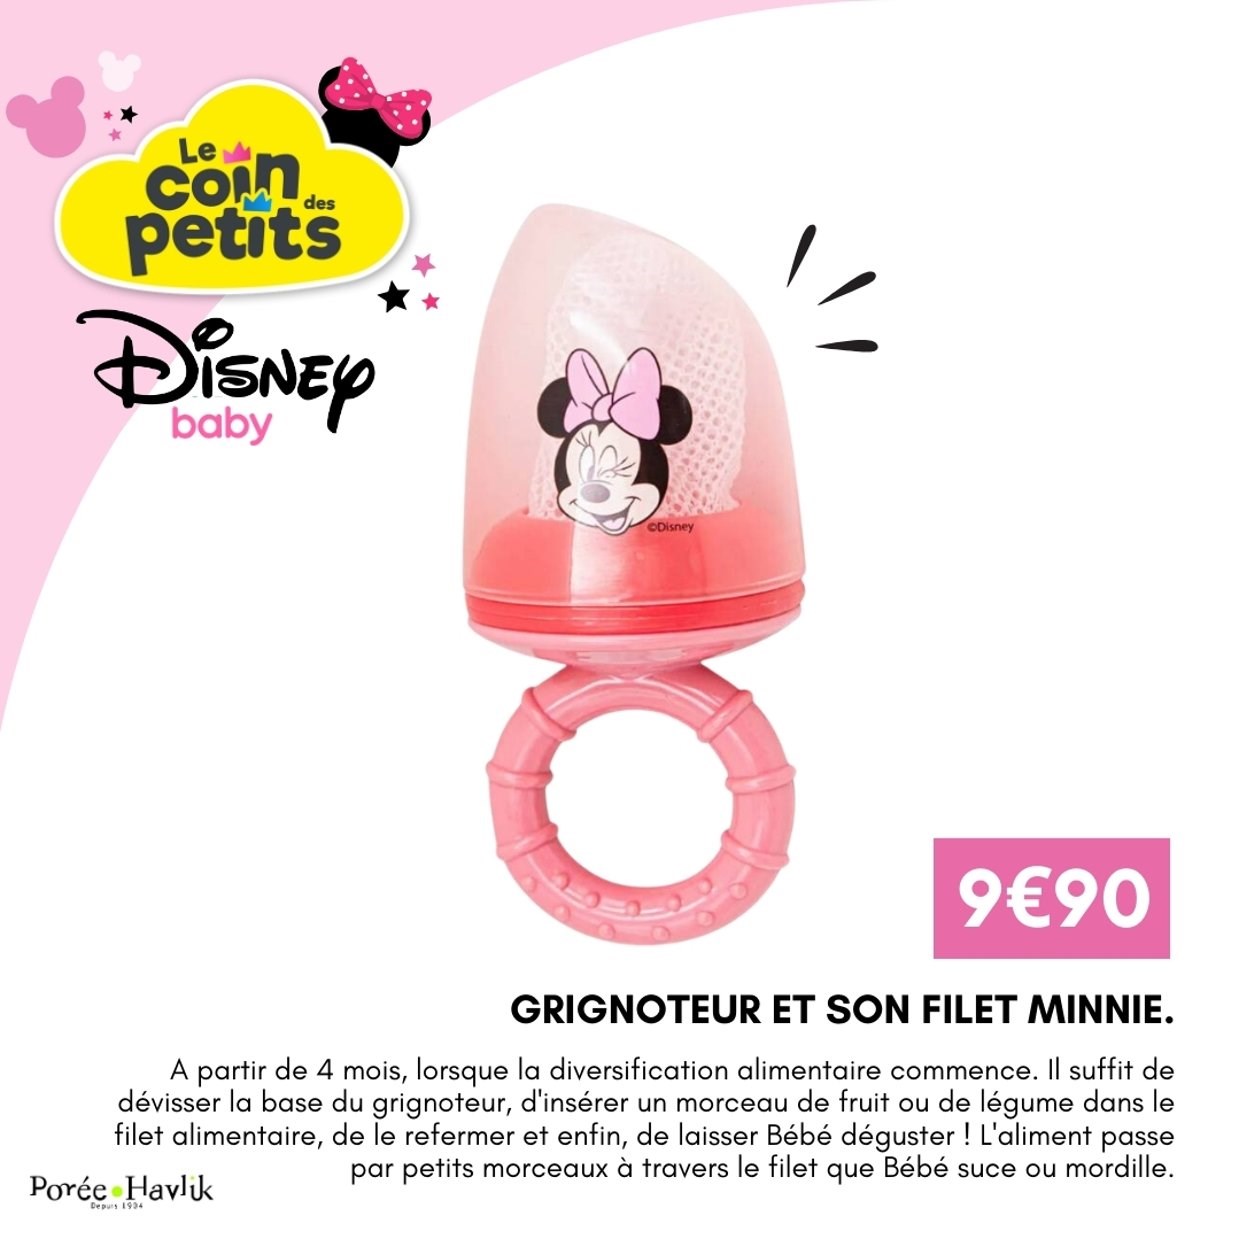 Le
coin
des
petits
Disney
baby
©Disney
9€90
GRIGNOTEUR ET SON FILET MINNIE.
A partir de 4 mois, lorsque la diversification alimentaire commence. Il suffit de
dévisser la base du grignoteur, d'insérer un morceau de fruit ou de légume dans le
filet alimentaire, de le refermer et enfin, de laisser Bébé déguster ! L'aliment passe
par petits morceaux à travers le filet que Bébé suce ou mordille.
Porée•Havlik
Depuis 1934